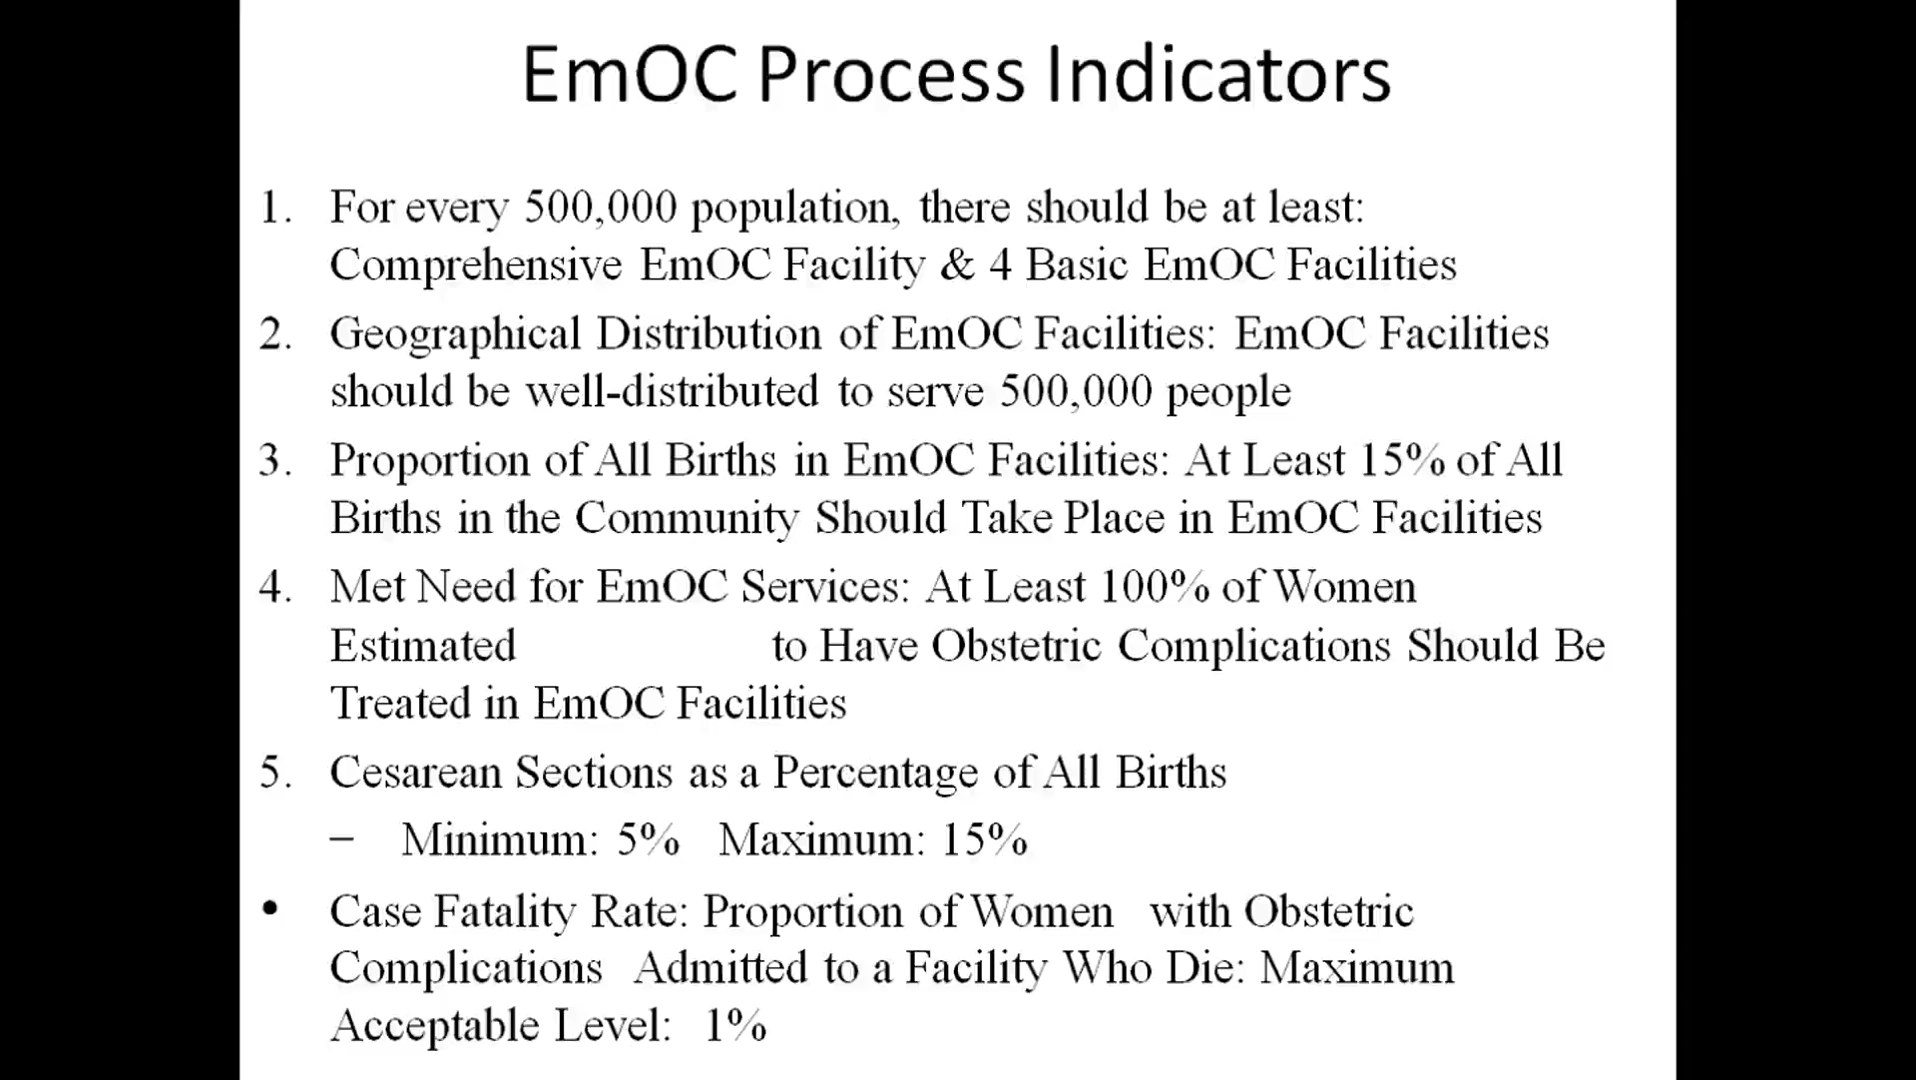 EmOC Process Indicators
1. For every 500,000 population, there should be at least:
Comprehensive EmOC Facility & 4 Basic EmOC Facilities
2. Geographical Distribution of EmOC Facilities: EmOC Facilities
should be well-distributed to serve 500,000 people
3. Proportion of All Births in EmOC Facilities: At Least 15% of All
Births in the Community Should Take Place in EmOC Facilities
4. Met Need for EmOC Services: At Least 100% of Women
Estimated to Have Obstetric Complications Should Be
Treated in EmOC Facilities
5. Cesarean Sections as a Percentage of All Births
– Minimum: 5% Maximum: 15%
• Case Fatality Rate: Proportion of Women with Obstetric
Complications Admitted to a Facility Who Die: Maximum
Acceptable Level: 1%